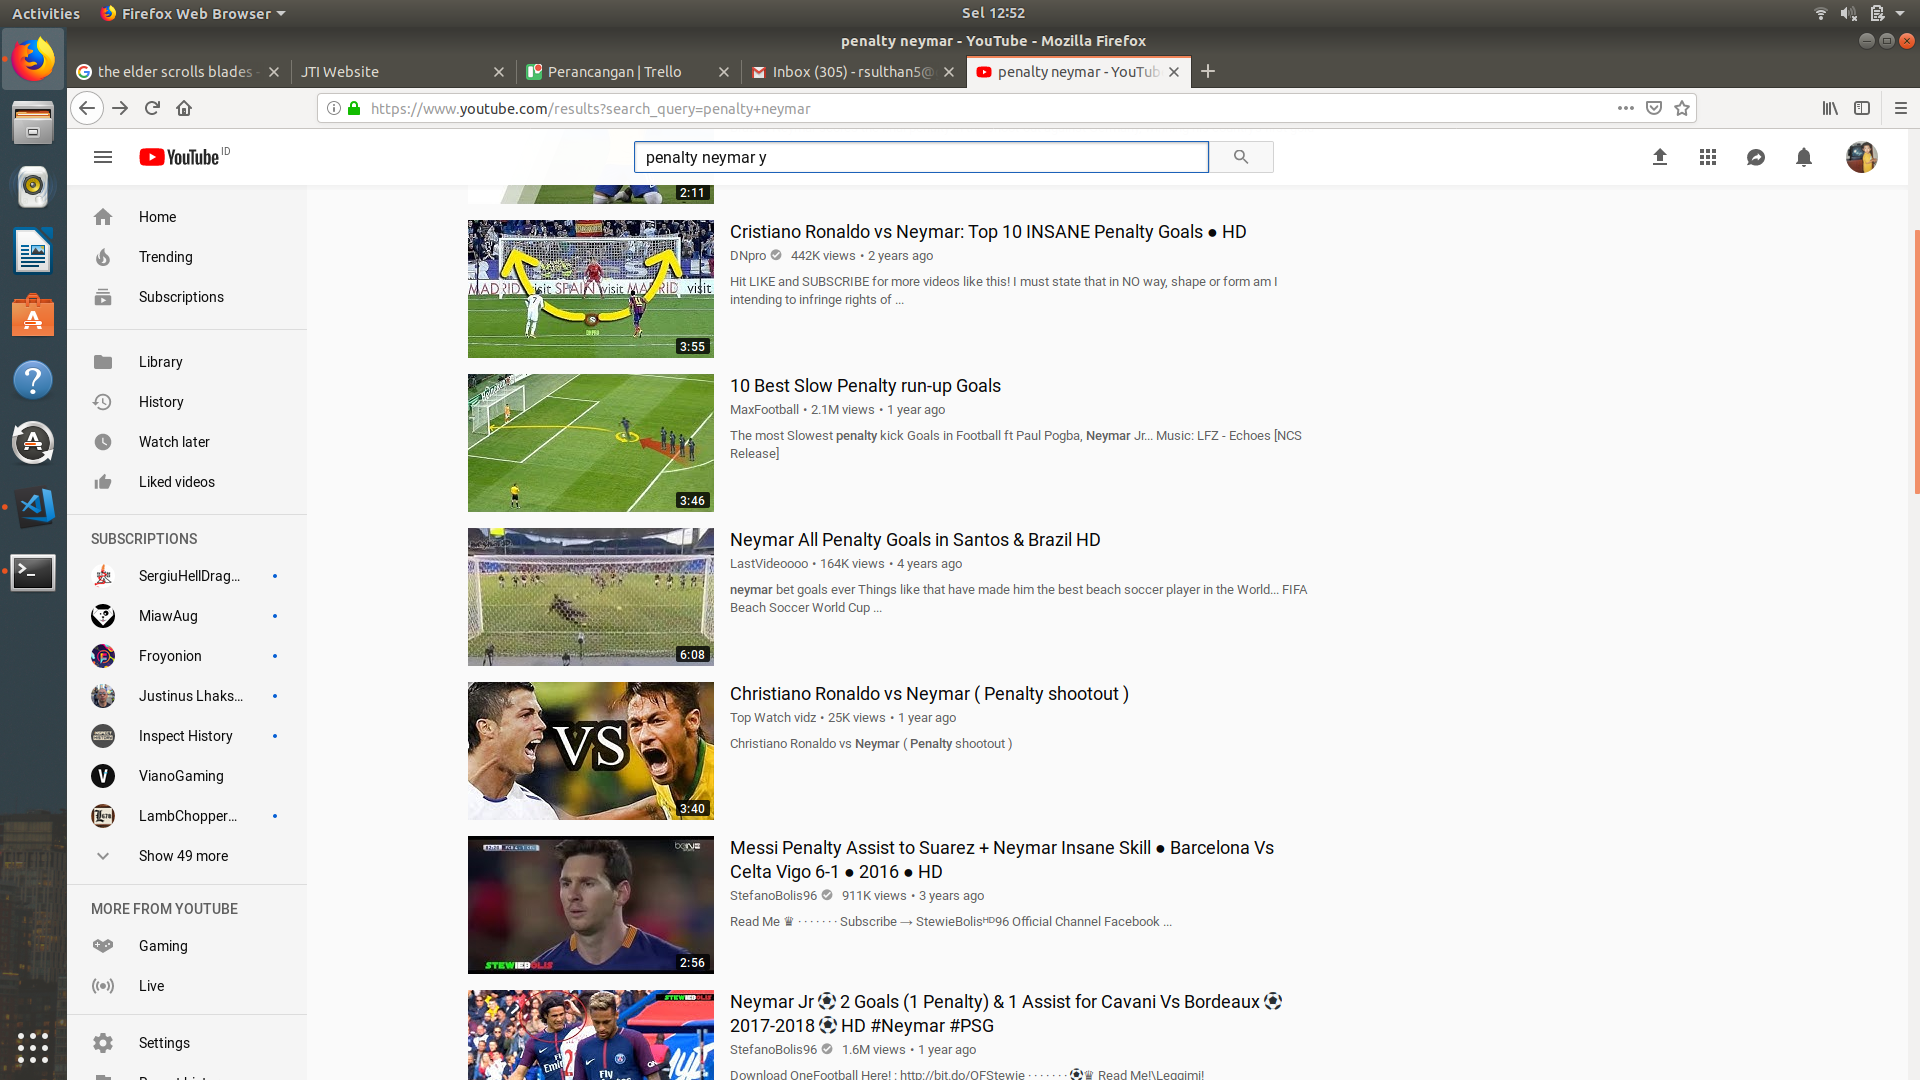 Activities
Firefox Web Browser
Sel 12:52
penalty neymar - YouTube - Mozilla Firefox
the elder scrolls blades -
JTI Website
Perancangan | Trello
Inbox (305) - rsulthan5@
penalty neymar - YouTub
https://www.youtube.com/results?search_query=penalty+neymar
YouTube ID
penalty neymar y
Home
Trending
Subscriptions
Library
History
Watch later
Liked videos
SUBSCRIPTIONS
SergiuHellDrag...
MiawAug
Froyonion
Justinus Lhaks...
Inspect History
VianoGaming
LambChopper...
Show 49 more
MORE FROM YOUTUBE
Gaming
Live
Settings
2:11
3:55
Cristiano Ronaldo vs Neymar: Top 10 INSANE Penalty Goals ● HD
DNpro 442K views • 2 years ago
Hit LIKE and SUBSCRIBE for more videos like this! I must state that in NO way, shape or form am I
intending to infringe rights of ...
3:46
10 Best Slow Penalty run-up Goals
MaxFootball • 2.1M views • 1 year ago
The most Slowest penalty kick Goals in Football ft Paul Pogba, Neymar Jr... Music: LFZ - Echoes [NCS
Release]
6:08
Neymar All Penalty Goals in Santos & Brazil HD
LastVideoooo • 164K views • 4 years ago
neymar bet goals ever Things like that have made him the best beach soccer player in the World... FIFA
Beach Soccer World Cup ...
VS
3:40
Christiano Ronaldo vs Neymar ( Penalty shootout )
Top Watch vidz • 25K views • 1 year ago
Christiano Ronaldo vs Neymar ( Penalty shootout )
STEWIEBOLIS
2:56
Messi Penalty Assist to Suarez + Neymar Insane Skill ● Barcelona Vs
Celta Vigo 6-1 ● 2016 ● HD
StefanoBolis96 911K views • 3 years ago
Read Me ♛ · · · · · · · Subscribe → StewieBolisᴴᴰ96 Official Channel Facebook ...
Neymar Jr ⚽ 2 Goals (1 Penalty) & 1 Assist for Cavani Vs Bordeaux ⚽
2017-2018 ⚽ HD #Neymar #PSG
StefanoBolis96 1.6M views • 1 year ago
Download OneFootball Here! : http://bit.do/OFStewie · · · · · · · ⚽♛ Read Me!\Leggimi!